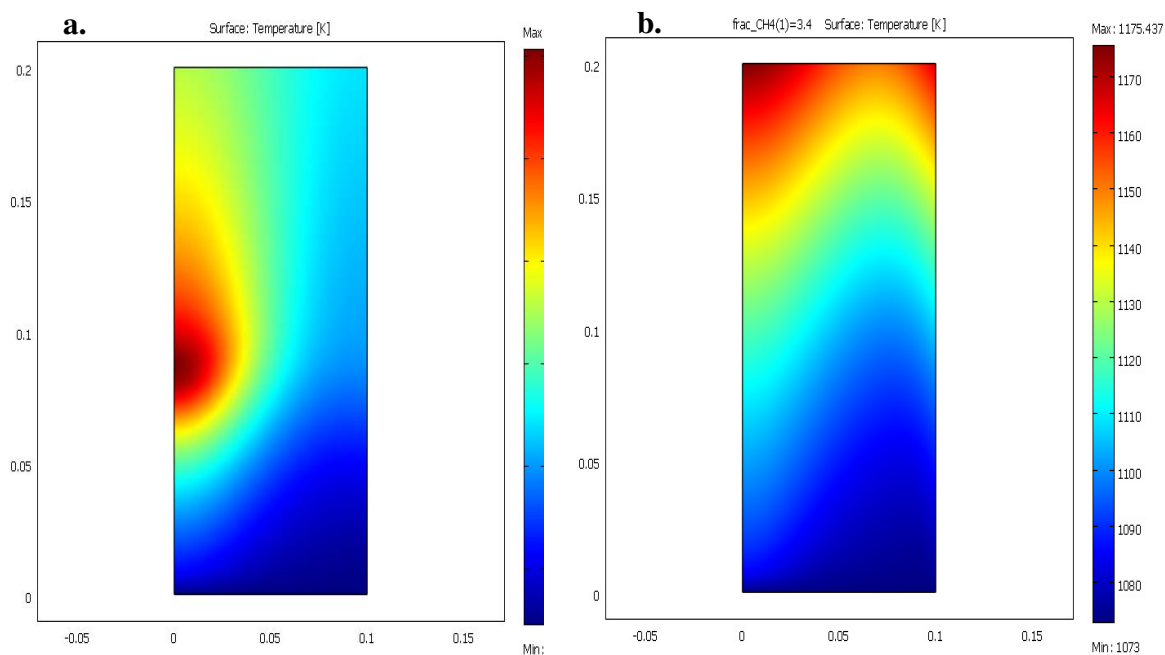 a.
Surface: Temperature [K]
Max
0.2
0.15
0.1
0.05
0
-0.05 0 0.05 0.1 0.15
Min:
b.
frac_CH4(1)=3.4 Surface: Temperature [K]
Max: 1175.437
0.2
0.15
0.1
0.05
0
-0.05 0 0.05 0.1 0.15
1170
1160
1150
1140
1130
1120
1110
1100
1090
1080
Min: 1073